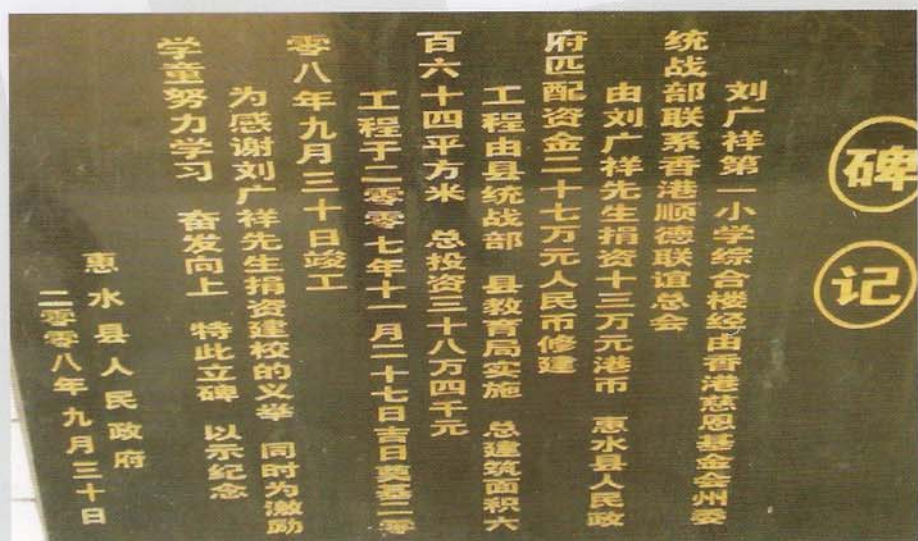 碑记
刘广祥第一小学综合楼经由香港慈恩基金会州委
统战部联系香港顺德联谊总会
由刘广祥先生捐资十三万元港币 惠水县人民政
府匹配资金二十七万元人民币修建
工程由县统战部 县教育局实施 总建筑面积六
百六十四平方米 总投资三十八万四千元
工程于二零零七年十一月二十七日吉日奠基二零
零八年九月三十日竣工
为感谢刘广祥先生捐资建校的义举 同时为激励
学童努力学习 奋发向上 特此立碑 以示纪念
惠水县人民政府
二零零八年九月三十日